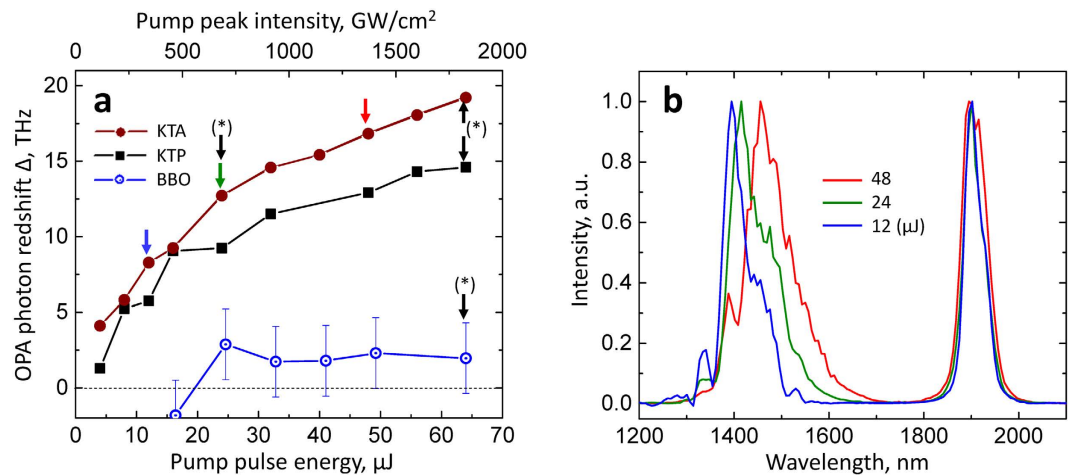 Pump peak intensity, GW/cm²
0 500 1000 1500 2000
OPA photon redshift Δ, THz
20
15
10
5
0
a
KTA
KTP
BBO
(*)
(*)
(*)
0 10 20 30 40 50 60 70
Pump pulse energy, µJ
b
Intensity, a.u.
1.0
0.8
0.6
0.4
0.2
0.0
48
24
12 (µJ)
1200 1400 1600 1800 2000
Wavelength, nm